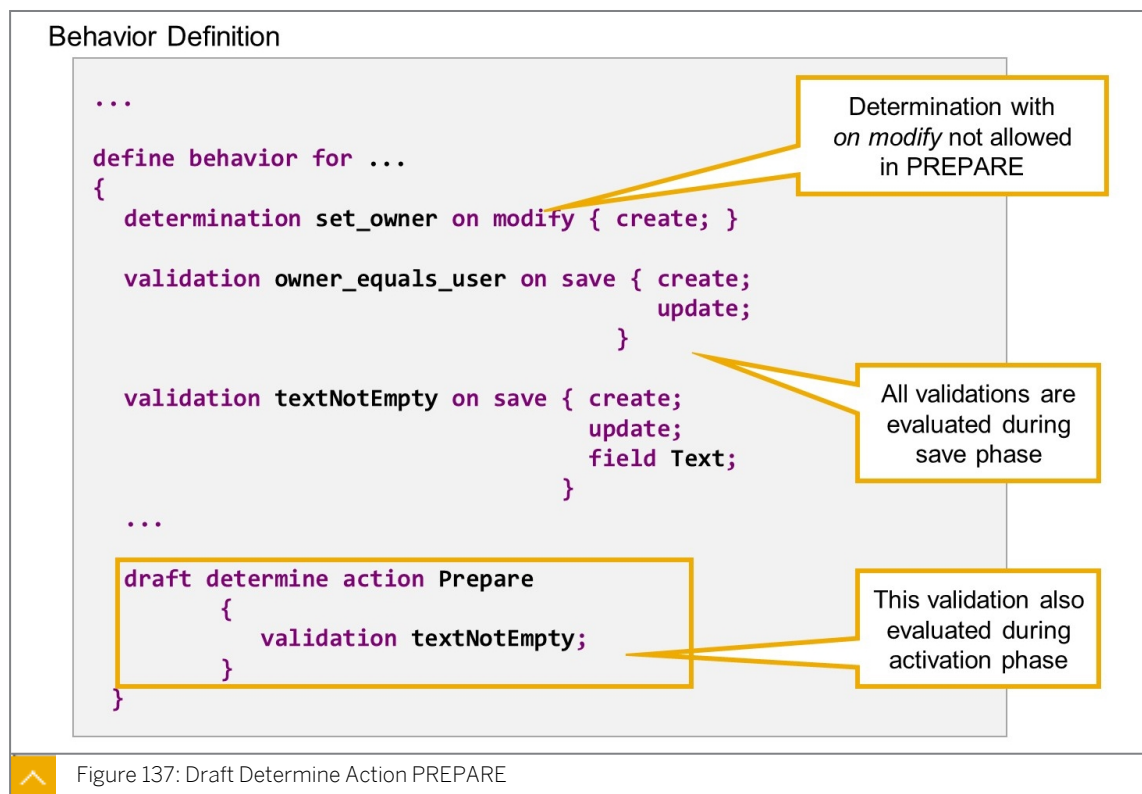 Behavior Definition
...
define behavior for ...
{
determination set_owner on modify { create; }
validation owner_equals_user on save { create;
update;
}
validation textNotEmpty on save { create;
update;
field Text;
}
...
draft determine action Prepare
{
validation textNotEmpty;
}
}
Determination with
on modify not allowed
in PREPARE
All validations are
evaluated during
save phase
This validation also
evaluated during
activation phase
Figure 137: Draft Determine Action PREPARE